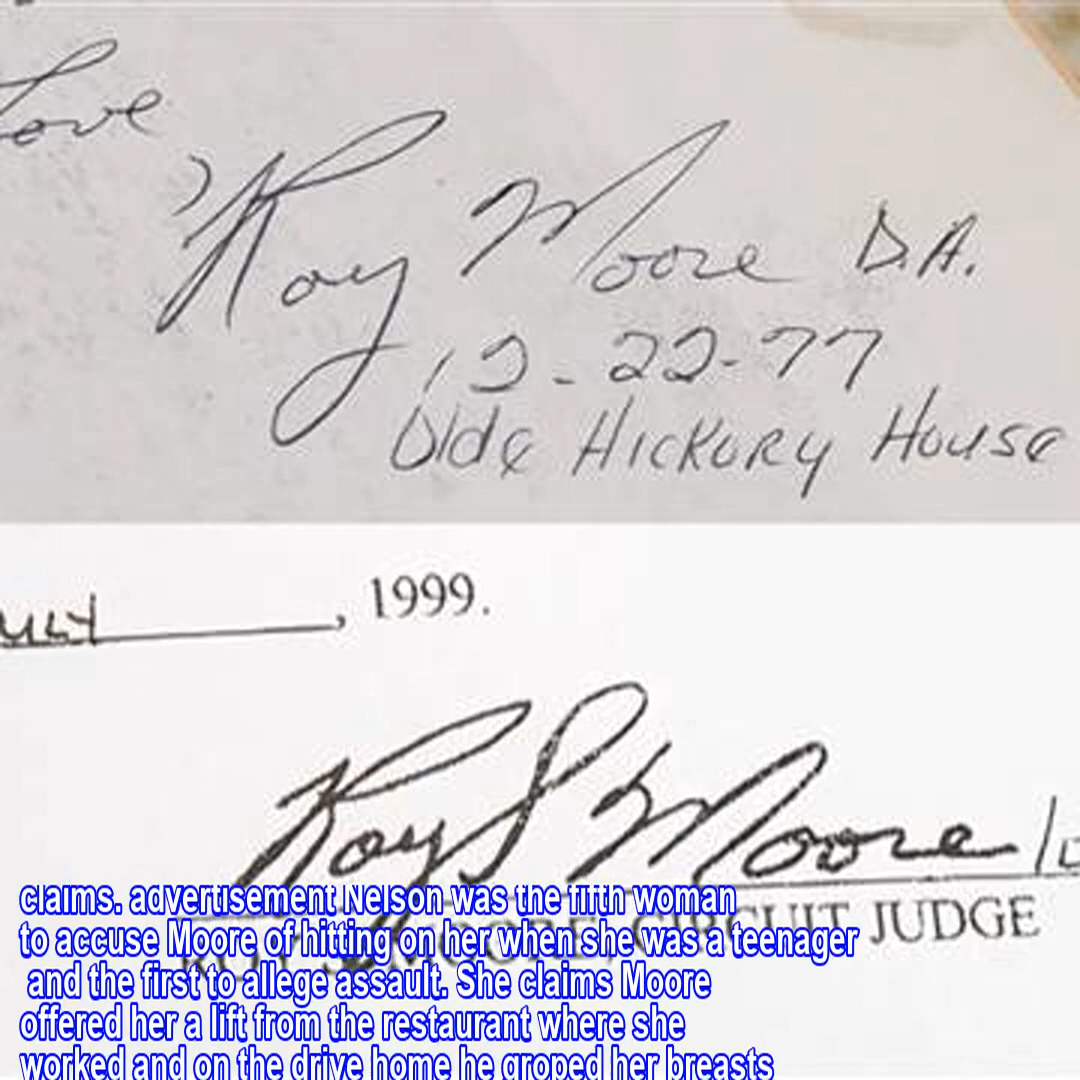 Love
Roy Moore D.A.
12-22-77
Olde Hickory House
, 1999.
Roy S Moore
claims. advertisement Nelson was the fifth woman
CIRCUIT JUDGE
to accuse Moore of hitting on her when she was a teenager
and the first to allege assault. She claims Moore
offered her a lift from the restaurant where she
worked and on the drive home he groped her breasts